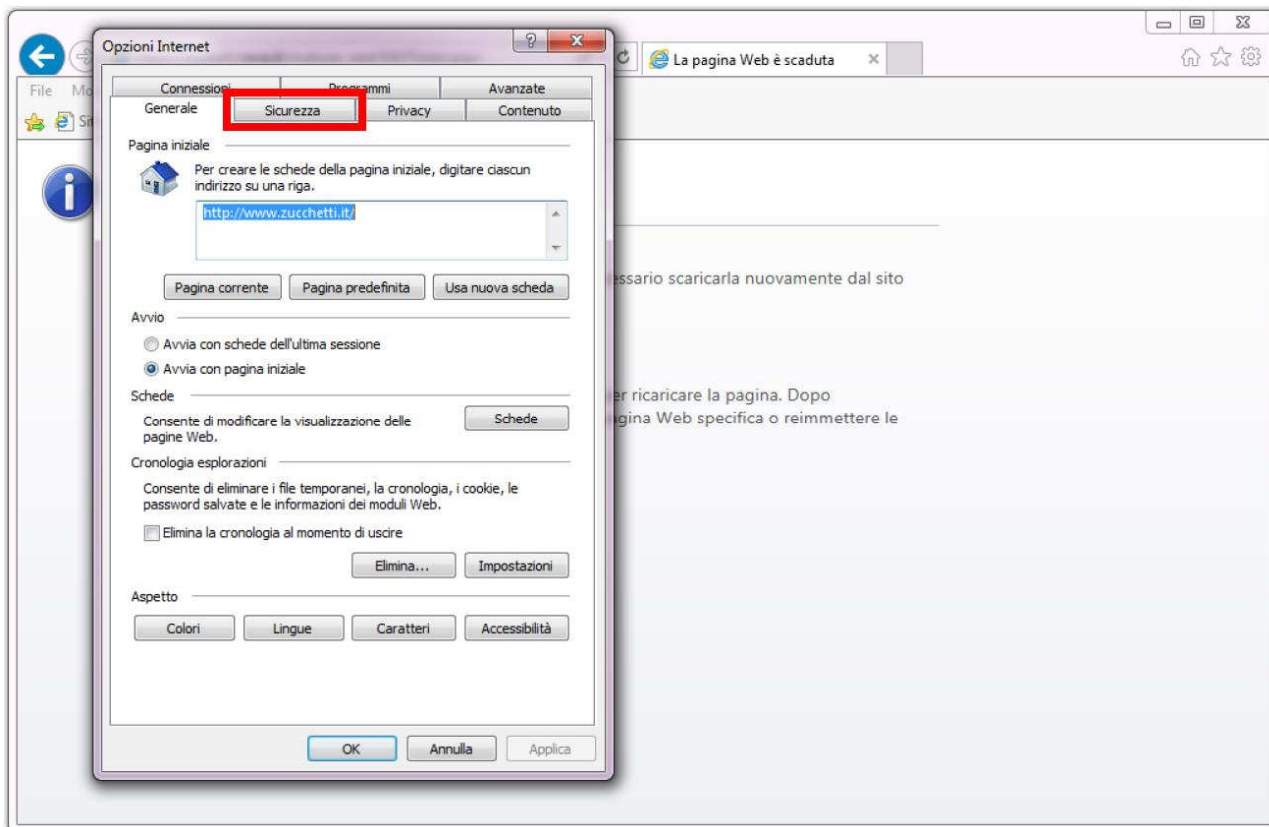 Opzioni Internet
La pagina Web è scaduta
File
Connessioni Programmi Avanzate
Generale Sicurezza Privacy Contenuto
Pagina iniziale
Per creare le schede della pagina iniziale, digitare ciascun
indirizzo su una riga.
http://www.zucchetti.it/
Pagina corrente Pagina predefinita Usa nuova scheda
ssario scaricarla nuovamente dal sito
Avvio
Avvia con schede dell'ultima sessione
Avvia con pagina iniziale
Schede
er ricaricare la pagina. Dopo
Consente di modificare la visualizzazione delle
pagine Web.
Schede
gina Web specifica o reimmettere le
Cronologia esplorazioni
Consente di eliminare i file temporanei, la cronologia, i cookie, le
password salvate e le informazioni dei moduli Web.
Elimina la cronologia al momento di uscire
Elimina... Impostazioni
Aspetto
Colori Lingue Caratteri Accessibilità
OK Annulla Applica